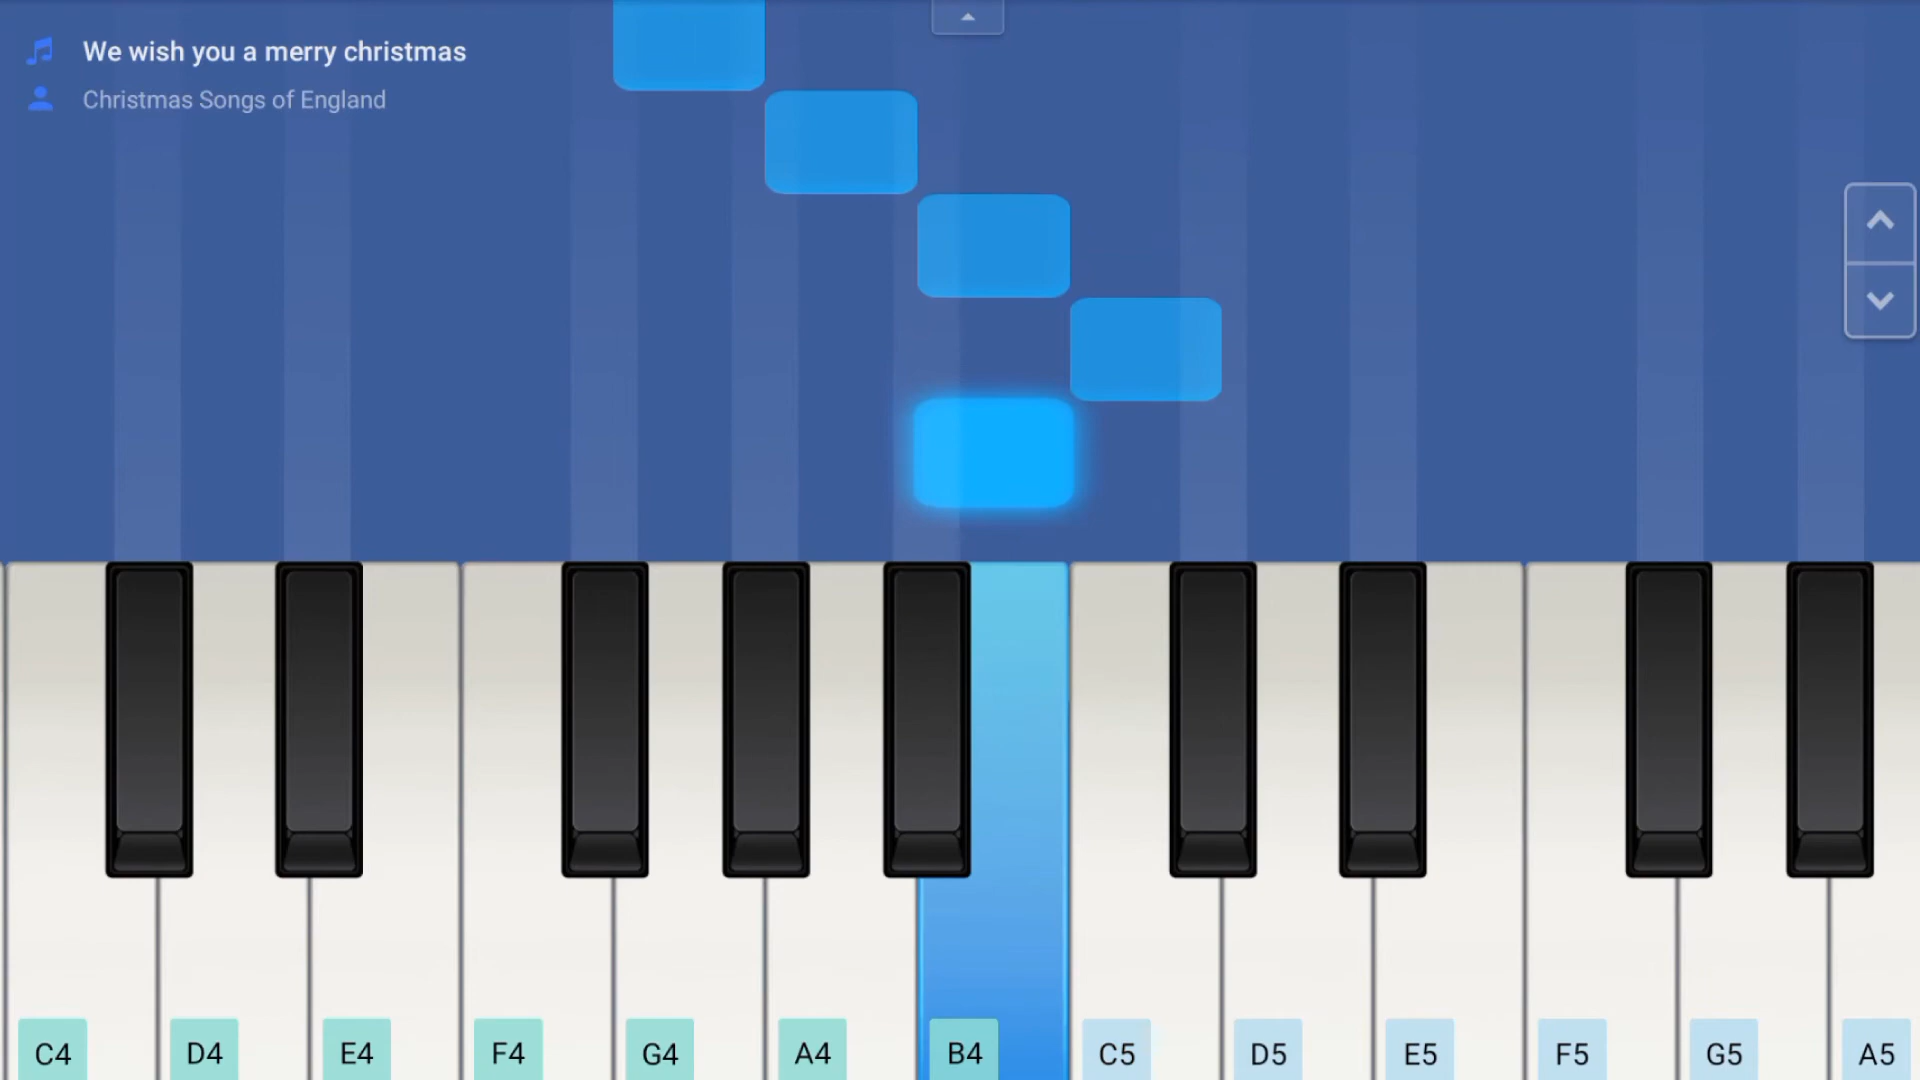 We wish you a merry christmas
Christmas Songs of England
C4 D4 E4 F4 G4 A4 B4 C5 D5 E5 F5 G5 A5